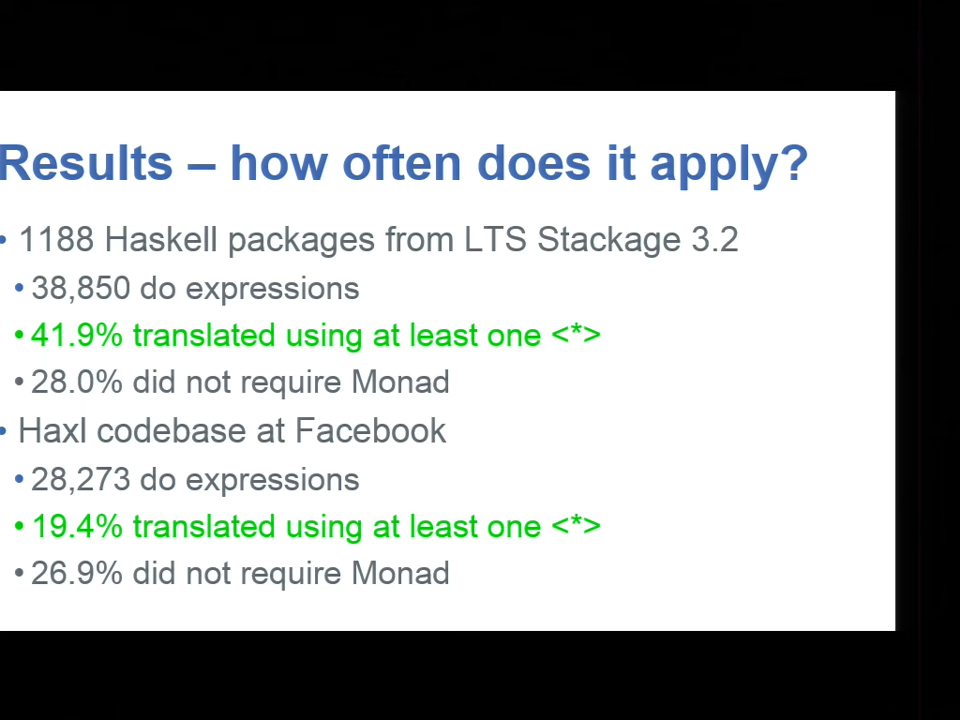 Results – how often does it apply?
• 1188 Haskell packages from LTS Stackage 3.2
• 38,850 do expressions
• 41.9% translated using at least one <*>
• 28.0% did not require Monad
• Haxl codebase at Facebook
• 28,273 do expressions
• 19.4% translated using at least one <*>
• 26.9% did not require Monad